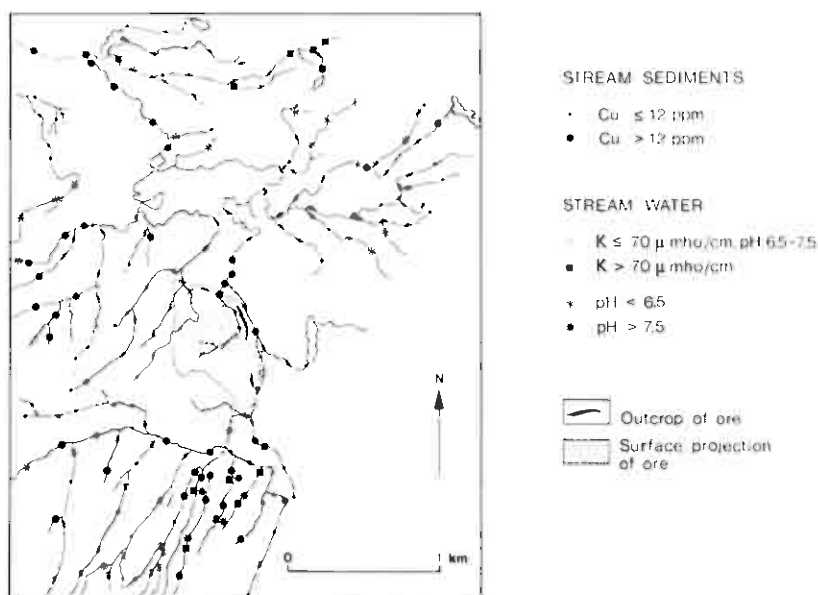 STREAM SEDIMENTS
Cu ≤ 12 ppm
Cu > 12 ppm
STREAM WATER
K ≤ 70 μ mho/cm, pH 6.5-7.5
K > 70 μ mho/cm
pH < 6.5
pH > 7.5
N
Outcrop of ore
Surface projection
of ore
0 1 km